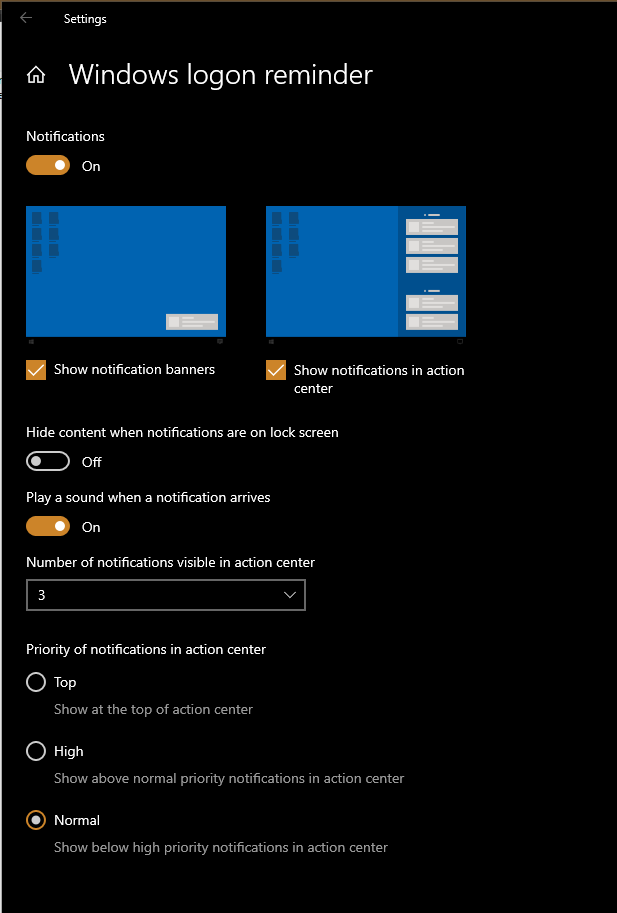 Settings
Windows logon reminder
Notifications
On
Show notification banners
Show notifications in action
center
Hide content when notifications are on lock screen
Off
Play a sound when a notification arrives
On
Number of notifications visible in action center
3
Priority of notifications in action center
Top
Show at the top of action center
High
Show above normal priority notifications in action center
Normal
Show below high priority notifications in action center